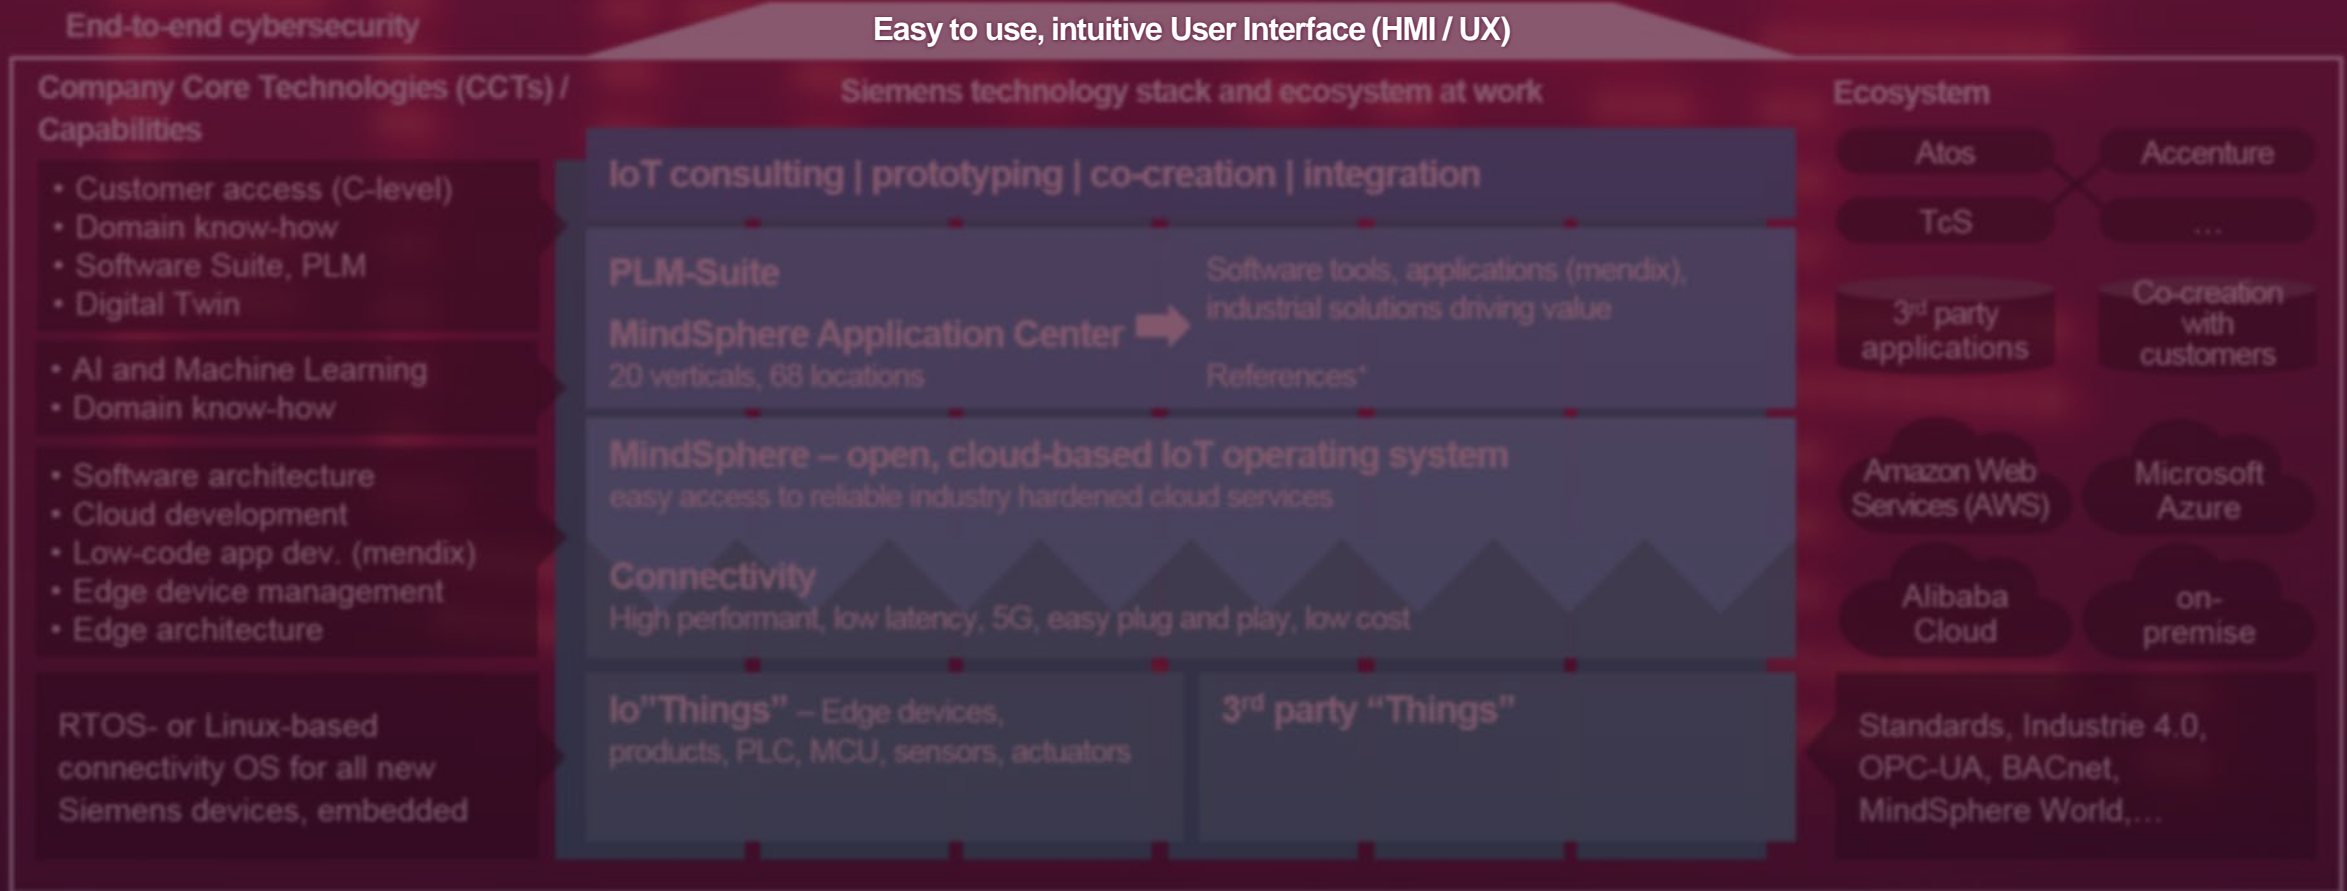 End-to-end cybersecurity
Easy to use, intuitive User Interface (HMI / UX)
Company Core Technologies (CCTs) /
Capabilities
• Customer access (C-level)
• Domain know-how
• Software Suite, PLM
• Digital Twin
• AI and Machine Learning
• Domain know-how
• Software architecture
• Cloud development
• Low-code app dev. (mendix)
• Edge device management
• Edge architecture
RTOS- or Linux-based
connectivity OS for all new
Siemens devices, embedded
Siemens technology stack and ecosystem at work
IoT consulting | prototyping | co-creation | integration
PLM-Suite
MindSphere Application Center
20 verticals, 68 locations
Software tools, applications (mendix),
industrial solutions driving value
References⁺
MindSphere – open, cloud-based IoT operating system
easy access to reliable industry hardened cloud services
Connectivity
High performant, low latency, 5G, easy plug and play, low cost
Io”Things” – Edge devices,
products, PLC, MCU, sensors, actuators
3rd party “Things”
Ecosystem
Atos
Accenture
TcS
…
3rd party
applications
Co-creation
with
customers
Amazon Web
Services (AWS)
Microsoft
Azure
Alibaba
Cloud
on-
premise
Standards, Industrie 4.0,
OPC-UA, BACnet,
MindSphere World,…